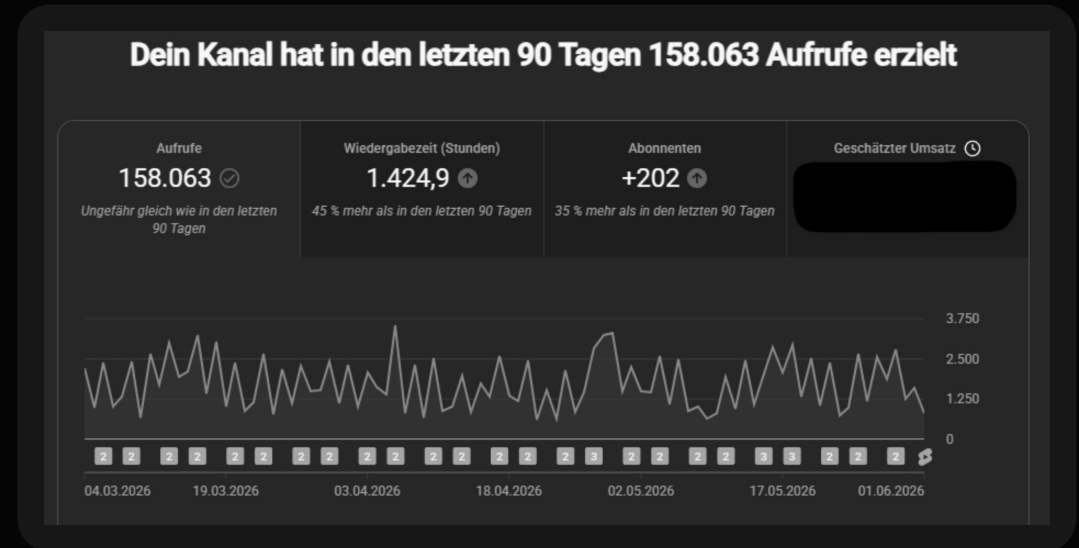 Dein Kanal hat in den letzten 90 Tagen 158.063 Aufrufe erzielt
Aufrufe
158.063
Ungefähr gleich wie in den letzten
90 Tagen
Wiedergabezeit (Stunden)
1.424,9
45 % mehr als in den letzten 90 Tagen
Abonnenten
+202
35 % mehr als in den letzten 90 Tagen
Geschätzter Umsatz
3.750
2.500
1.250
0
2 2 2 2 2 2 2 2 2 2 2 2 2 2 2 3 2 2 2 2 3 3 2 2 2
04.03.2026 19.03.2026 03.04.2026 18.04.2026 02.05.2026 17.05.2026 01.06.2026